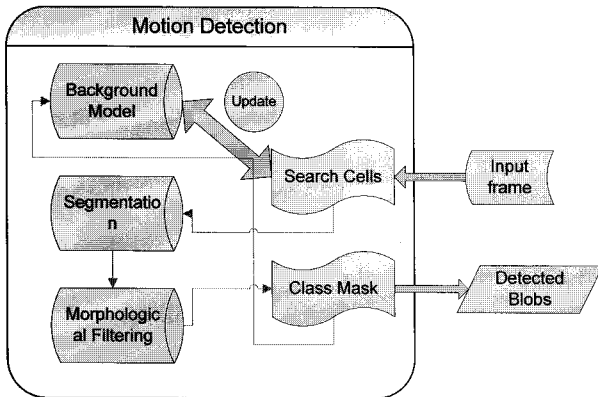 Motion Detection
Background
Model
Update
Search Cells
Input
frame
Segmentatio
n
Class Mask
Detected
Blobs
Morphologic
al Filtering